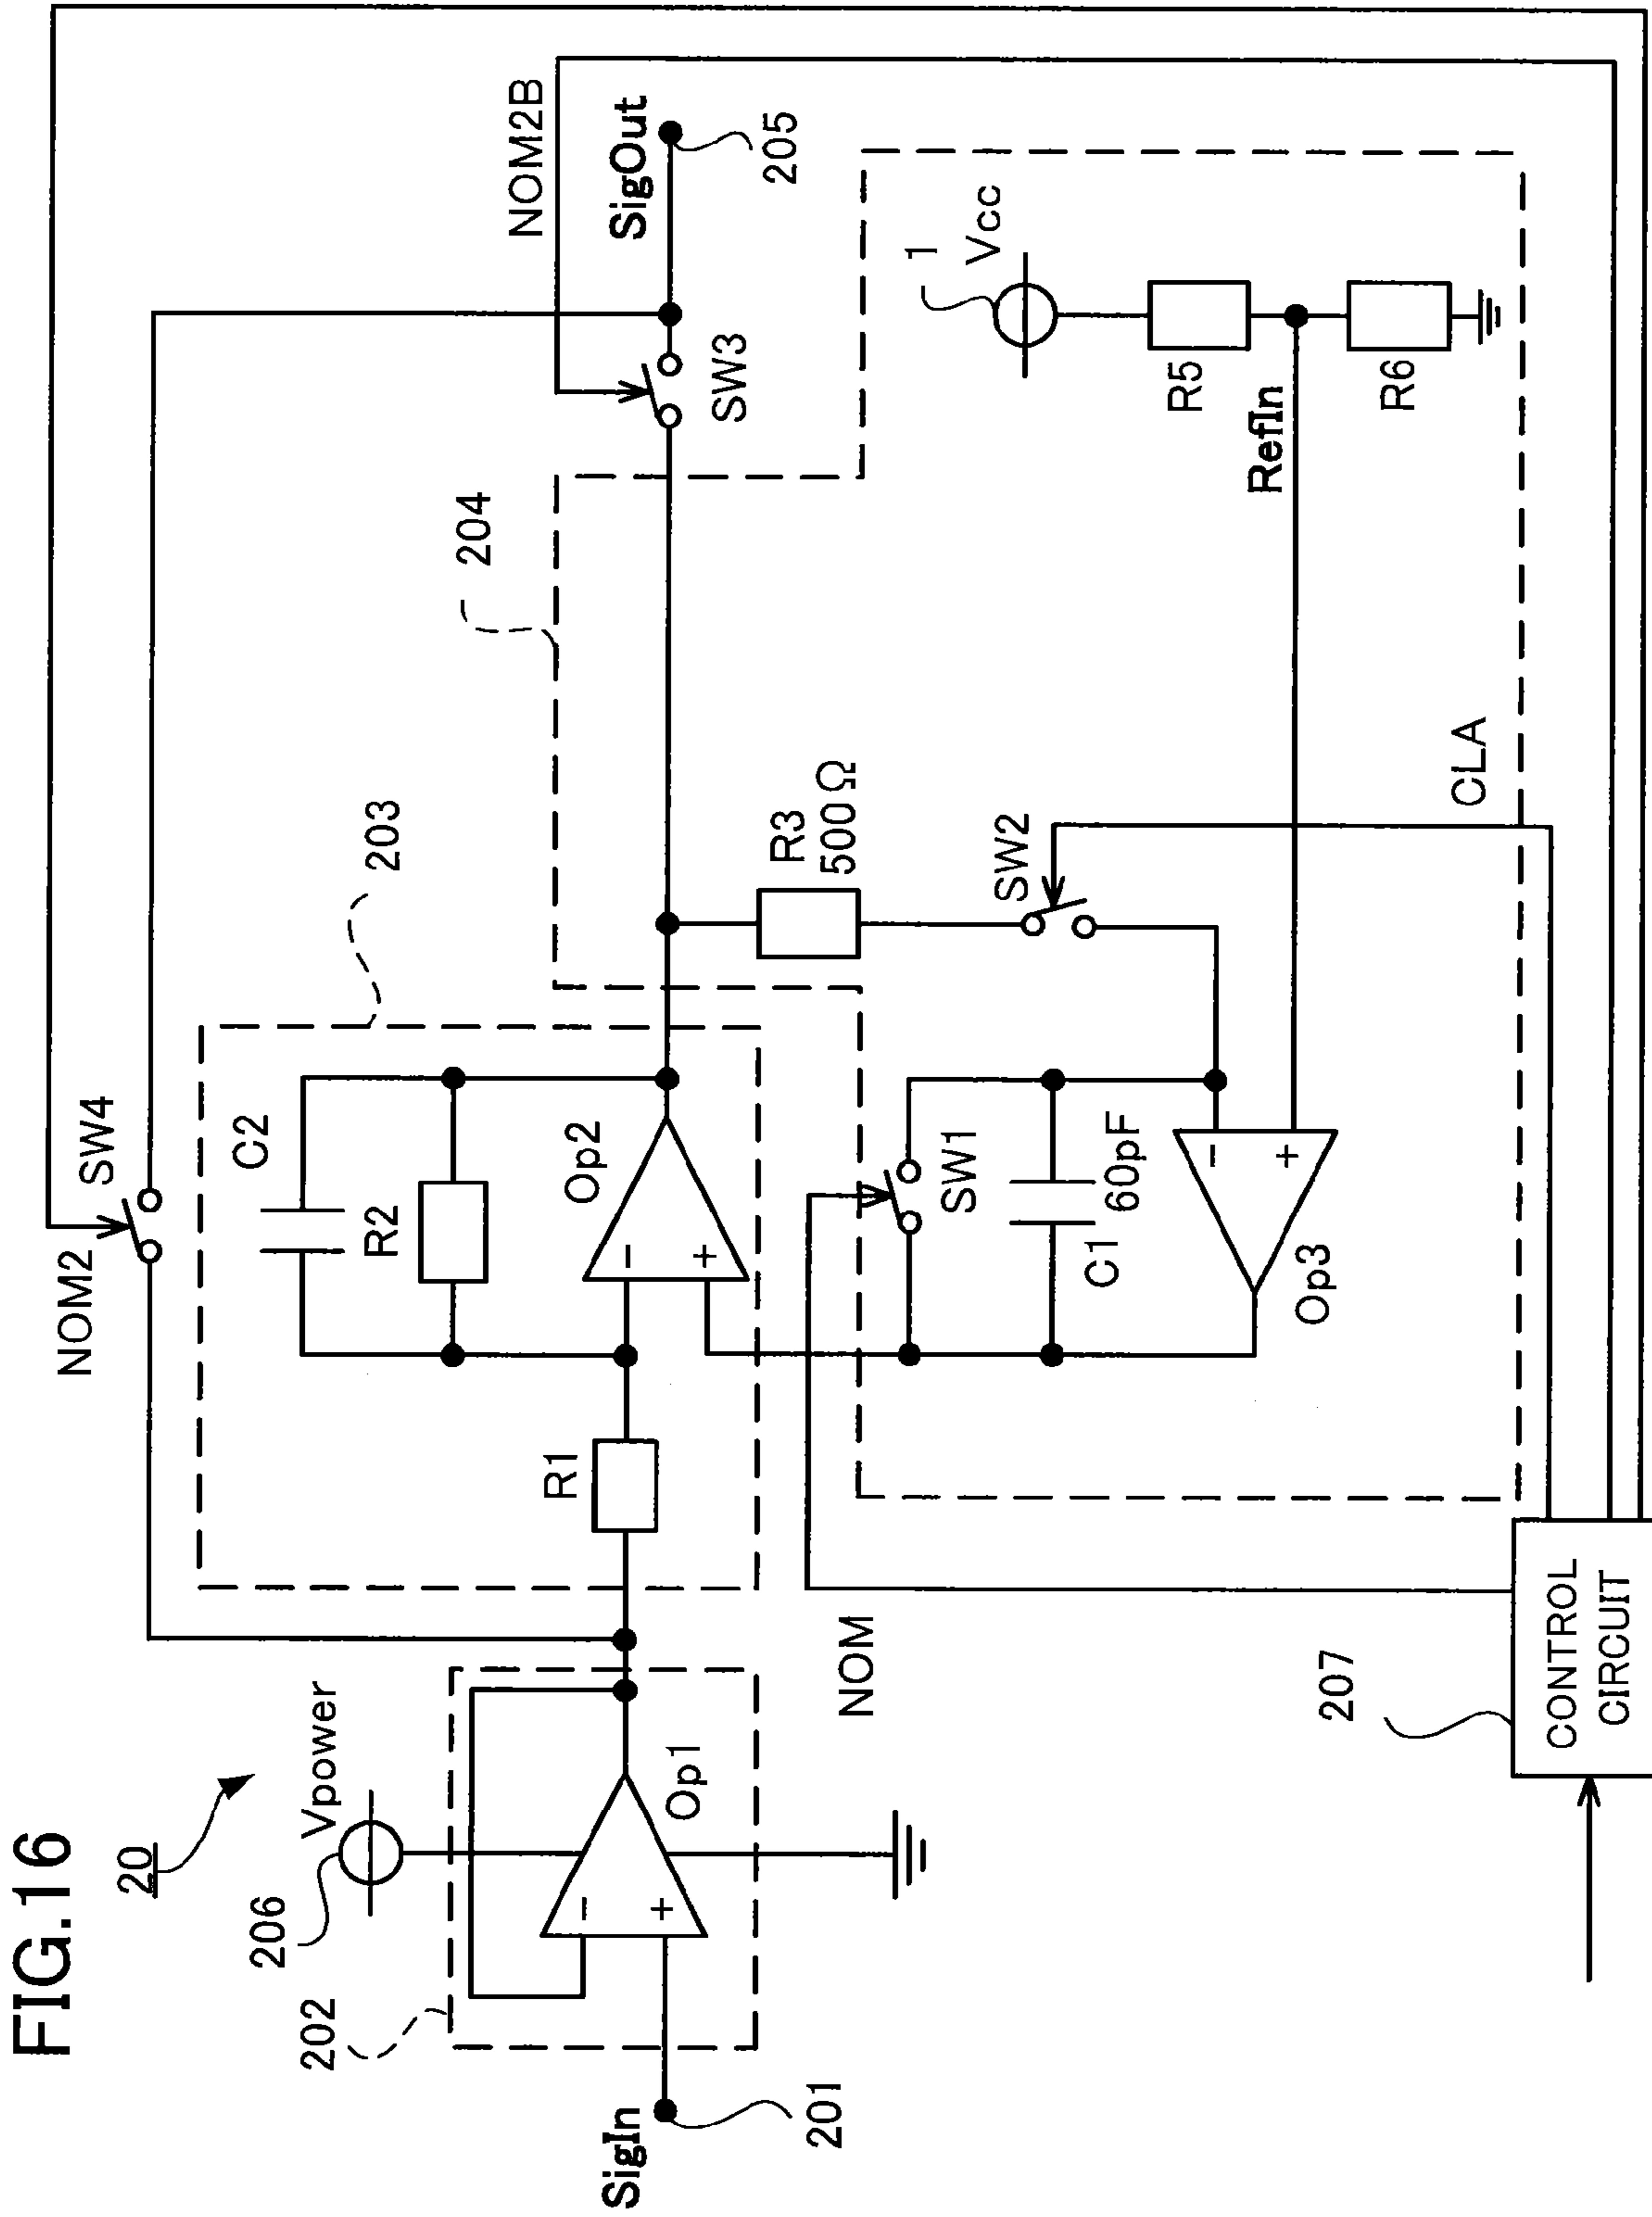 FIG.16
20
NOM2
SW4
NOM2B
SigOut
205
203
204
C2
R2
Op2
-
+
R1
206
Vpower
202
Op1
-
+
SigIn
201
SW3
R3
500Ω
SW2
1
Vcc
R5
RefIn
R6
SW1
60pF
C1
-
+
Op3
CLA
NOM
207
CONTROL
CIRCUIT